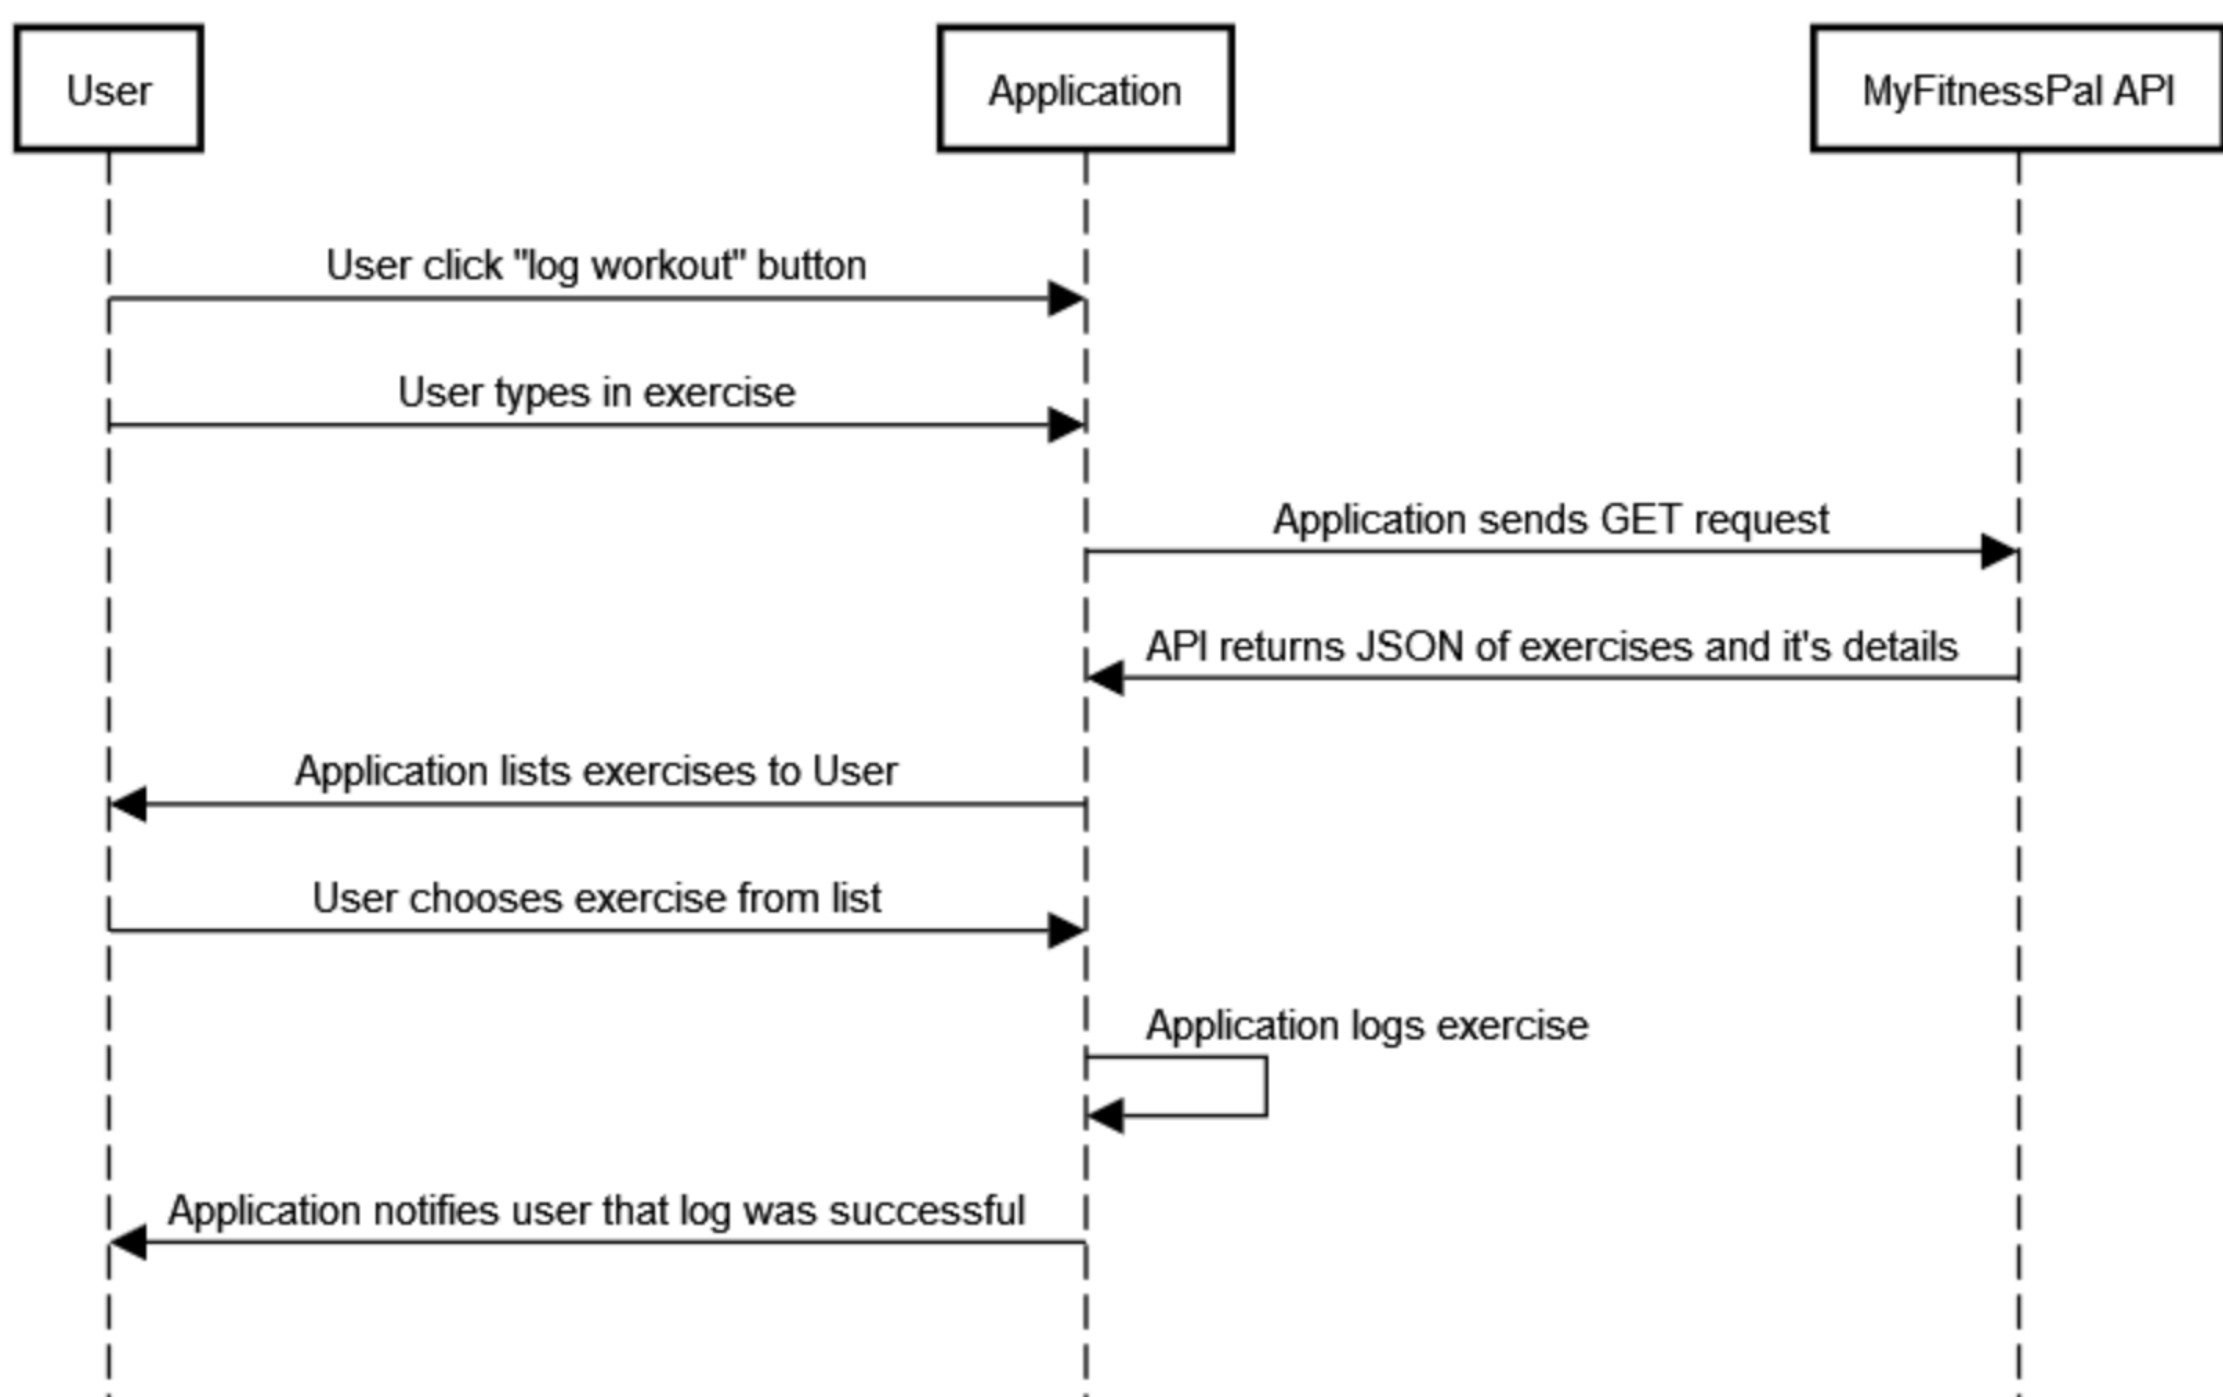 User
Application
MyFitnessPal API
User click "log workout" button
User types in exercise
Application sends GET request
API returns JSON of exercises and it's details
Application lists exercises to User
User chooses exercise from list
Application logs exercise
Application notifies user that log was successful